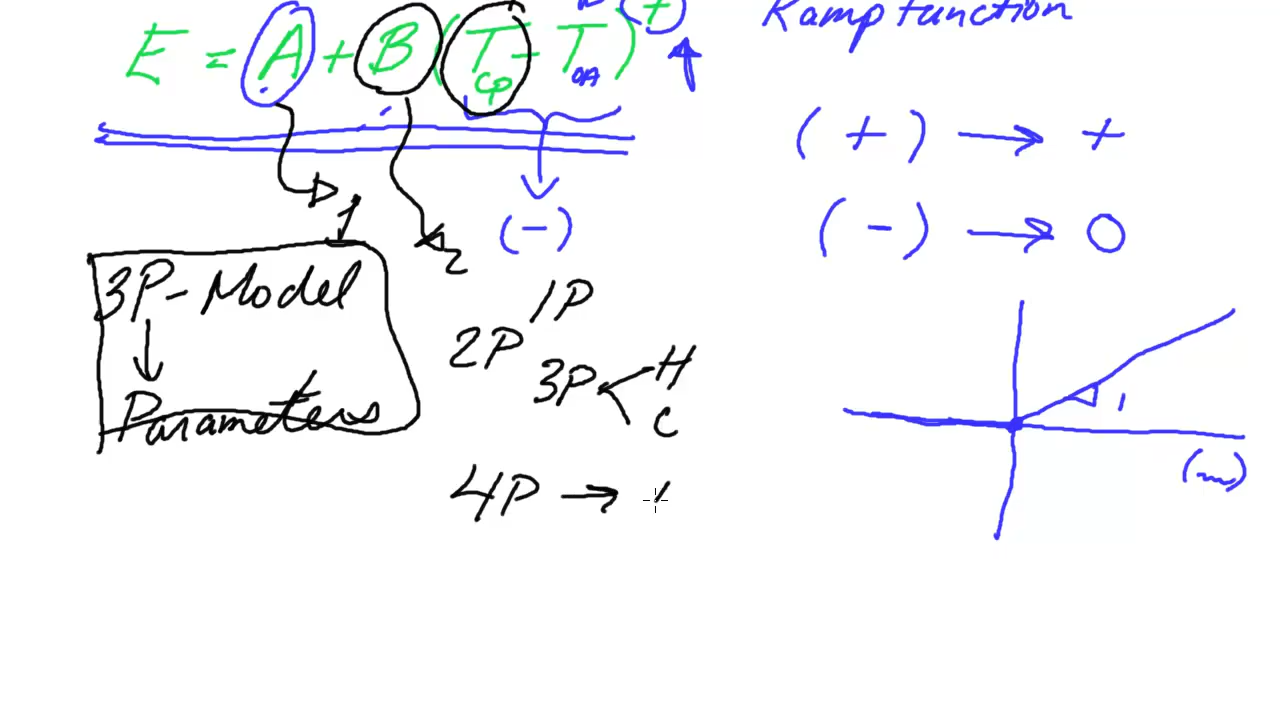 E = A + B (T_cp - T_OA)^(+)
Ramp function
( + ) → +
( - ) → 0
1
2
(-)
3P-Model
Parameters
1P
2P
3P
H
C
4P →
1